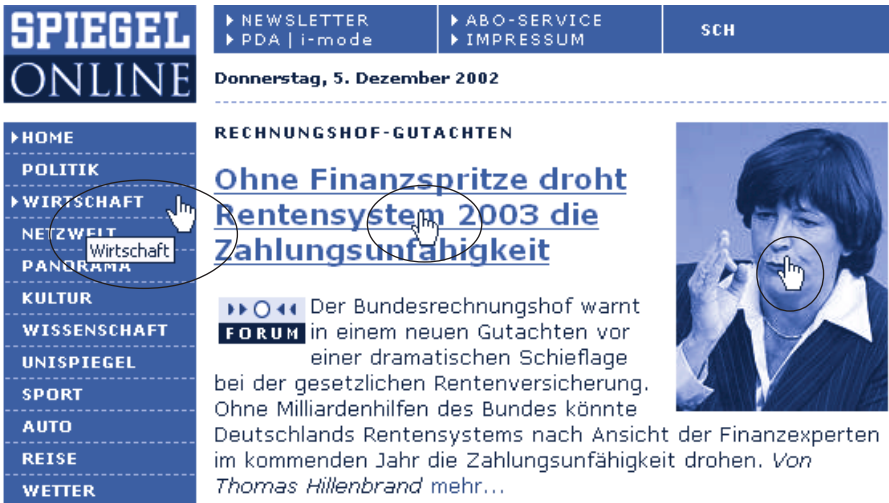 SPIEGEL
ONLINE
NEWSLETTER
PDA | i-mode
ABO-SERVICE
IMPRESSUM
SCH
Donnerstag, 5. Dezember 2002
HOME
POLITIK
WIRTSCHAFT
NETZWELT
Wirtschaft
PANORAMA
KULTUR
WISSENSCHAFT
UNISPIEGEL
SPORT
AUTO
REISE
WETTER
RECHNUNGSHOF-GUTACHTEN
Ohne Finanzspritze droht
Rentensystem 2003 die
Zahlungsunfähigkeit
FORUM
Der Bundesrechnungshof warnt
in einem neuen Gutachten vor
einer dramatischen Schieflage
bei der gesetzlichen Rentenversicherung.
Ohne Milliardenhilfen des Bundes könnte
Deutschlands Rentensystems nach Ansicht der Finanzexperten
im kommenden Jahr die Zahlungsunfähigkeit drohen. Von
Thomas Hillenbrand mehr...